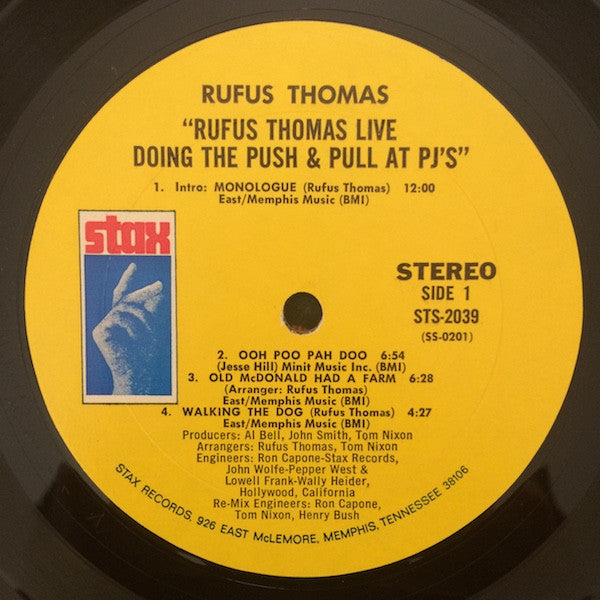 RUFUS THOMAS
"RUFUS THOMAS LIVE
DOING THE PUSH & PULL AT PJ'S"
1. Intro: MONOLOGUE (Rufus Thomas) 12:00
East/Memphis Music (BMI)
stax
STEREO
SIDE 1
STS-2039
(SS-0201)
2. OOH POO PAH DOO 6:54
(Jesse Hill) Minit Music Inc. (BMI)
3. OLD McDONALD HAD A FARM 6:28
(Arranger: Rufus Thomas)
East/Memphis Music (BMI)
4. WALKING THE DOG (Rufus Thomas) 4:27
East/Memphis Music (BMI)
Producers: Al Bell, John Smith, Tom Nixon
Arrangers: Rufus Thomas, Tom Nixon
Engineers: Ron Capone-Stax Records,
John Wolfe-Pepper West &
Lowell Frank-Wally Heider,
Hollywood, California
Re-Mix Engineers: Ron Capone,
Tom Nixon, Henry Bush
STAX RECORDS, 926 EAST McLEMORE, MEMPHIS, TENNESSEE 38106